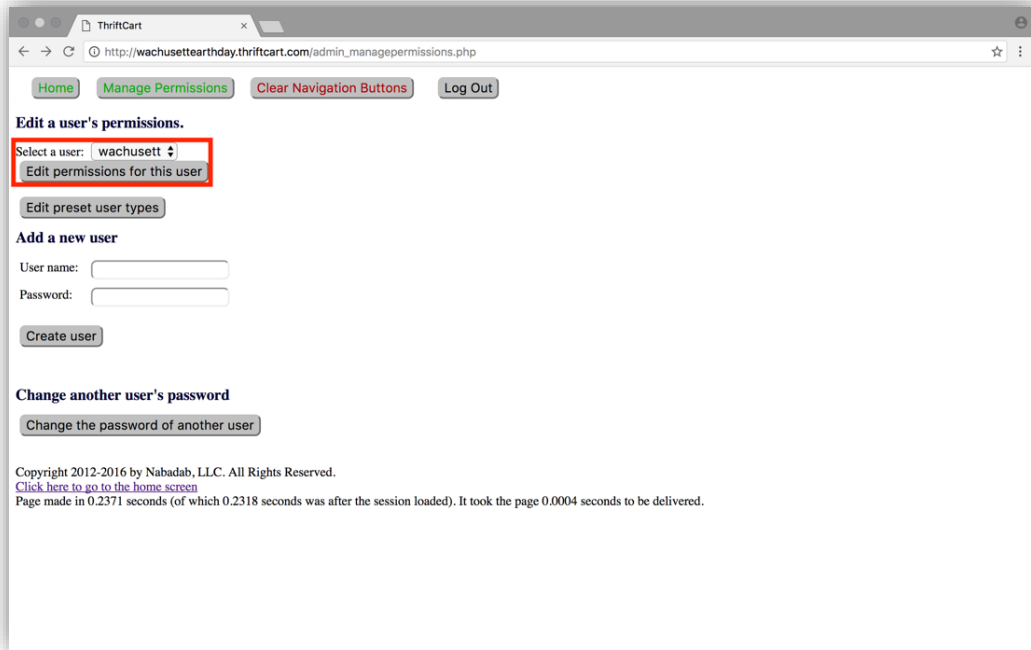 ThriftCart
http://wachusettearthday.thriftcart.com/admin_managepermissions.php
Home Manage Permissions Clear Navigation Buttons Log Out
Edit a user's permissions.
Select a user: wachusett
Edit permissions for this user
Edit preset user types
Add a new user
User name:
Password:
Create user
Change another user's password
Change the password of another user
Copyright 2012-2016 by Nabadab, LLC. All Rights Reserved.
Click here to go to the home screen
Page made in 0.2371 seconds (of which 0.2318 seconds was after the session loaded). It took the page 0.0004 seconds to be delivered.